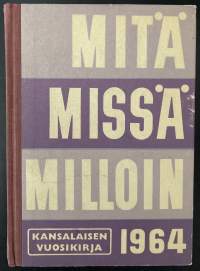 MITÄ
MISSÄ
MILLOIN
KANSALAISEN
VUOSIKIRJA
1964